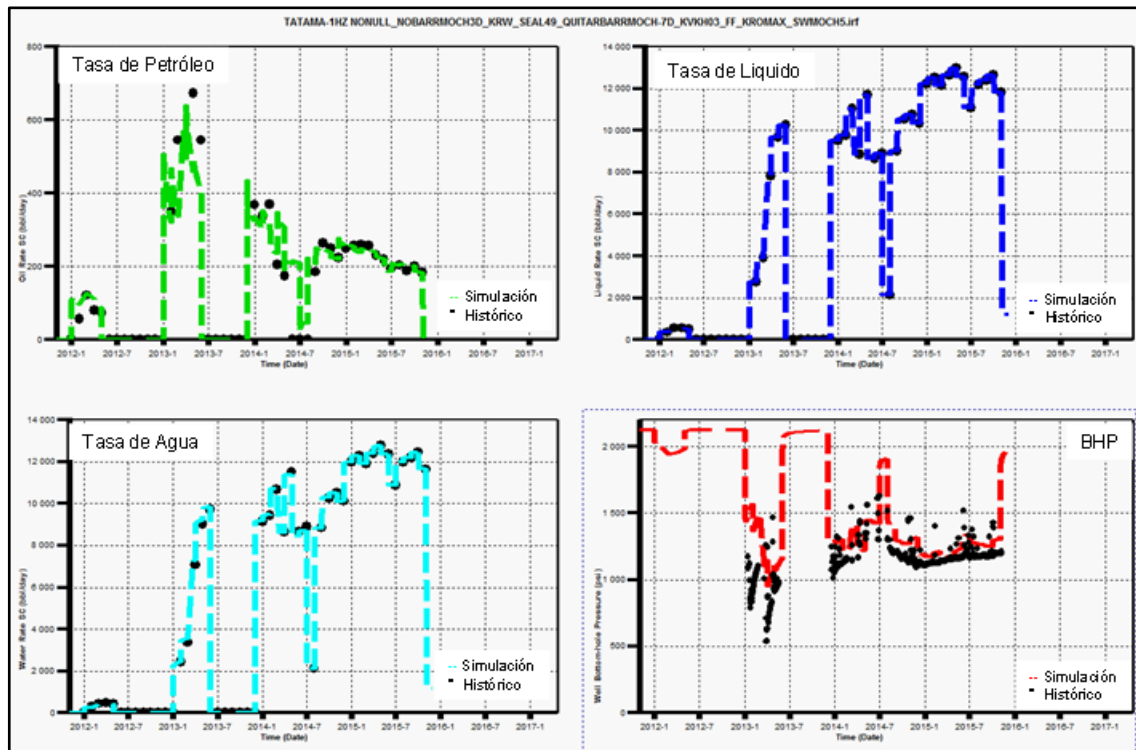 TATAMA-1HZ NONULL_NOBARRMOCH3D_KRW_SEAL49_QUITARBARRMOCH-7D_KVKH03_FF_KROMAX_SWMOCH5.irf
Tasa de Petróleo
Oil Rate SC (bbl/day)
800
600
400
200
0
Simulación
Histórico
2012-1 2012-7 2013-1 2013-7 2014-1 2014-7 2015-1 2015-7 2016-1 2016-7 2017-1
Time (Date)
Tasa de Liquido
Liquid Rate SC (bbl/day)
14 000
12 000
10 000
8 000
6 000
4 000
2 000
0
Simulación
Histórico
2012-1 2012-7 2013-1 2013-7 2014-1 2014-7 2015-1 2015-7 2016-1 2016-7 2017-1
Time (Date)
Tasa de Agua
Water Rate SC (bbl/day)
14 000
12 000
10 000
8 000
6 000
4 000
2 000
0
Simulación
Histórico
2012-1 2012-7 2013-1 2013-7 2014-1 2014-7 2015-1 2015-7 2016-1 2016-7 2017-1
Time (Date)
BHP
Well Bottom-hole Pressure (psi)
2 000
1 500
1 000
500
0
Simulación
Histórico
2012-1 2012-7 2013-1 2013-7 2014-1 2014-7 2015-1 2015-7 2016-1 2016-7 2017-1
Time (Date)